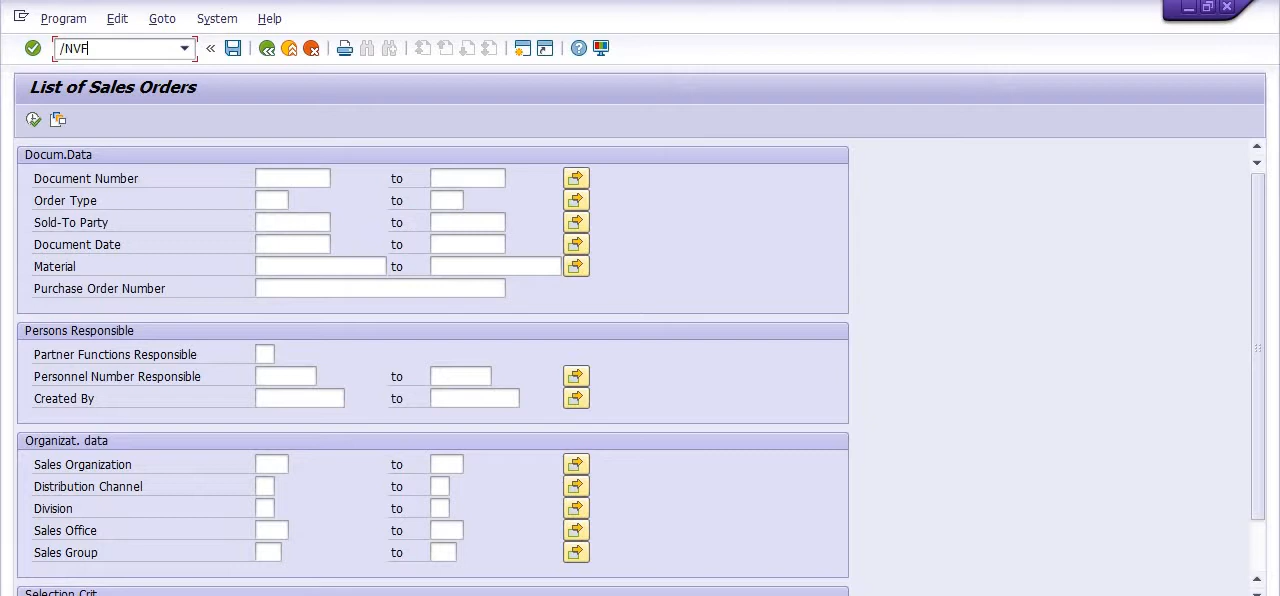 Program Edit Goto System Help
/NVF
«
List of Sales Orders
Docum.Data
Document Number to
Order Type to
Sold-To Party to
Document Date to
Material to
Purchase Order Number
Persons Responsible
Partner Functions Responsible
Personnel Number Responsible to
Created By to
Organizat. data
Sales Organization to
Distribution Channel to
Division to
Sales Office to
Sales Group to
Selection Crit.